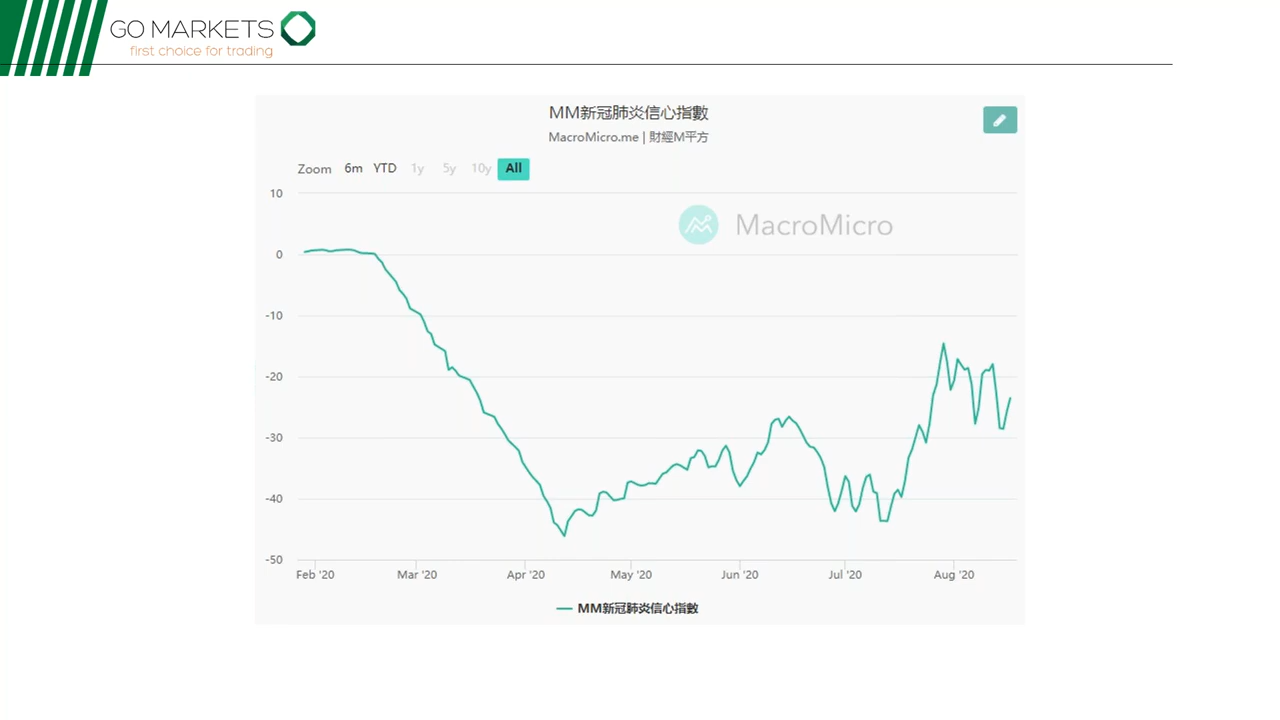 GO MARKETS
first choice for trading
MM新冠肺炎信心指數
MacroMicro.me | 財經M平方
Zoom 6m YTD 1y 5y 10y All
MacroMicro
10
0
-10
-20
-30
-40
-50
Feb '20 Mar '20 Apr '20 May '20 Jun '20 Jul '20 Aug '20
MM新冠肺炎信心指數